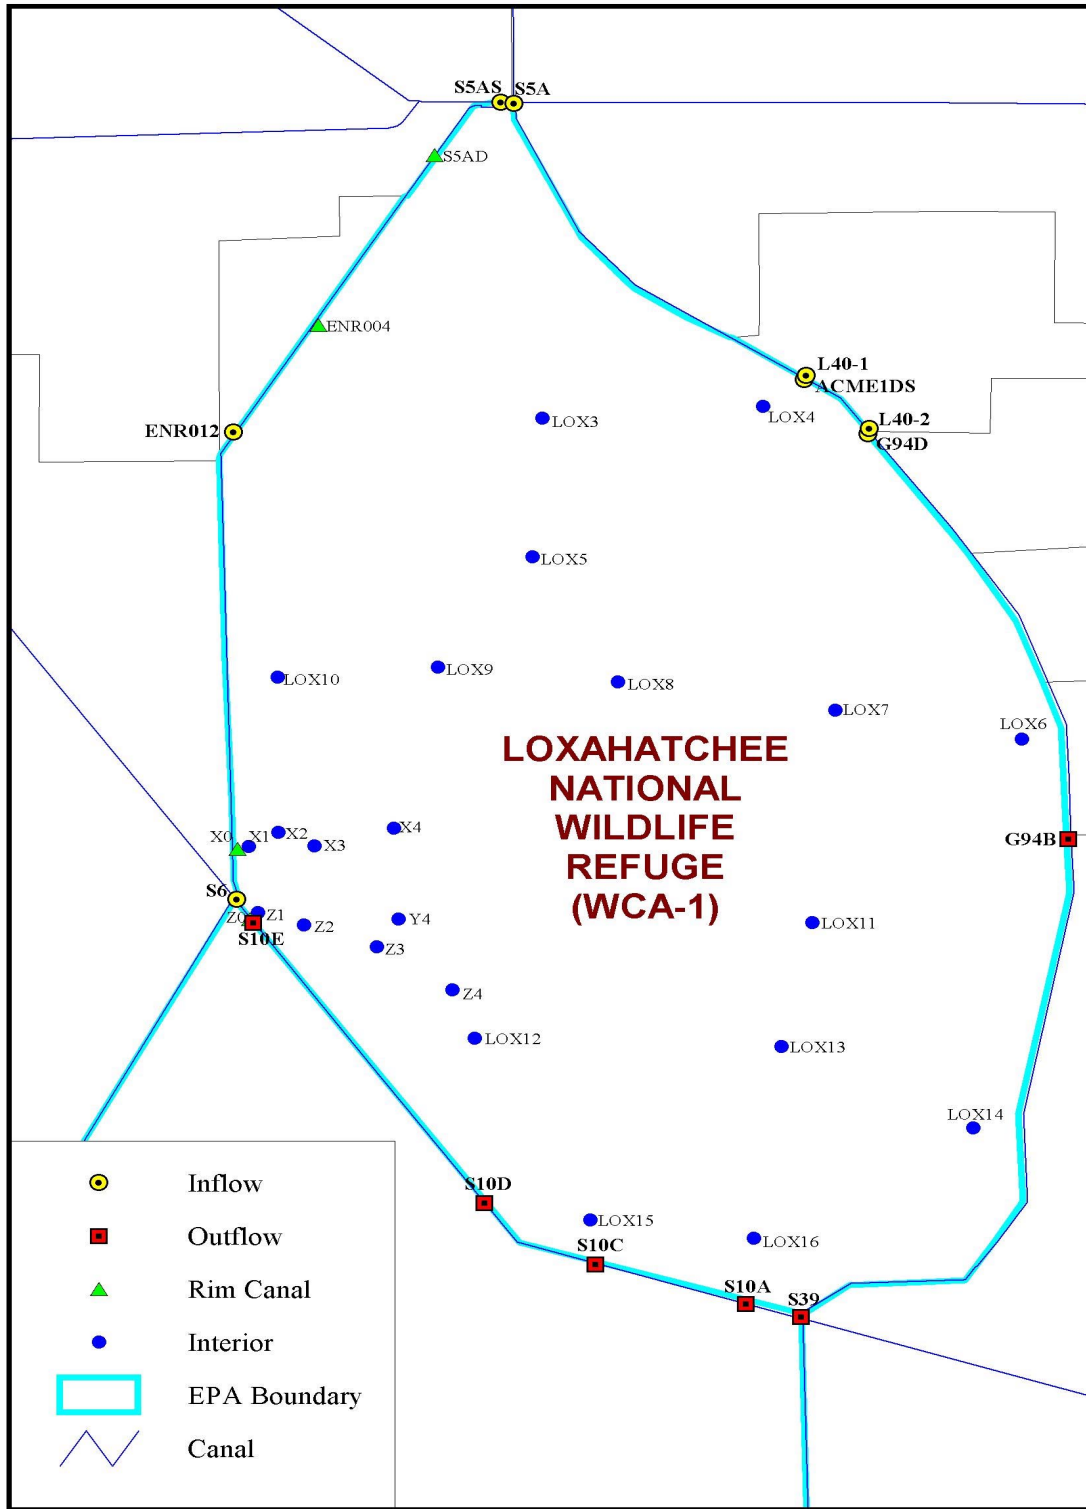 S5AS
S5A
S5AD
ENR004
L40-1
ACME1DS
LOX3
LOX4
L40-2
G94D
ENR012
LOX5
LOX9
LOX10
LOX8
LOX7
LOX6
LOXAHATCHEE
NATIONAL
WILDLIFE
REFUGE
(WCA-1)
X0
X1
X2
X3
X4
G94B
S6
Z0
Z1
Z2
Y4
S10E
Z3
LOX11
Z4
LOX12
LOX13
LOX14
S10D
LOX15
LOX16
S10C
S10A
S39
Inflow
Outflow
Rim Canal
Interior
EPA Boundary
Canal